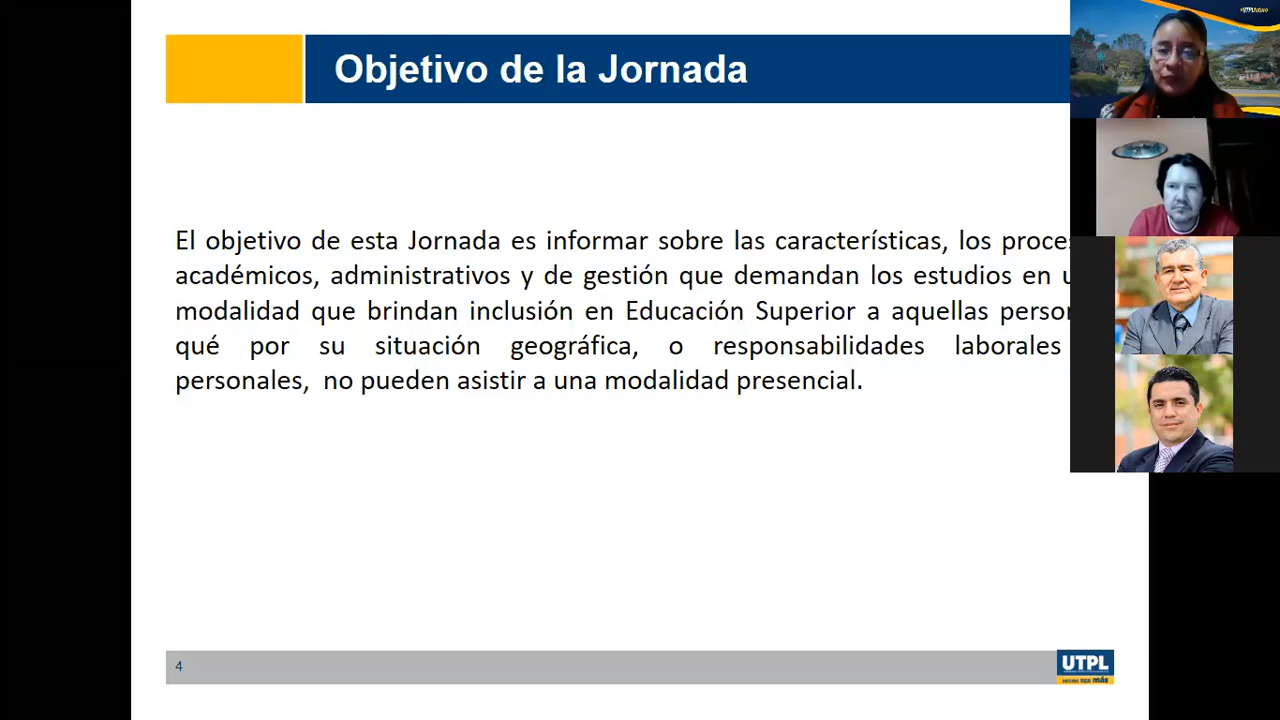 Objetivo de la Jornada
El objetivo de esta Jornada es informar sobre las características, los proce
académicos, administrativos y de gestión que demandan los estudios en u
modalidad que brindan inclusión en Educación Superior a aquellas person
qué por su situación geográfica, o responsabilidades laborales
personales, no pueden asistir a una modalidad presencial.
4
UTPL